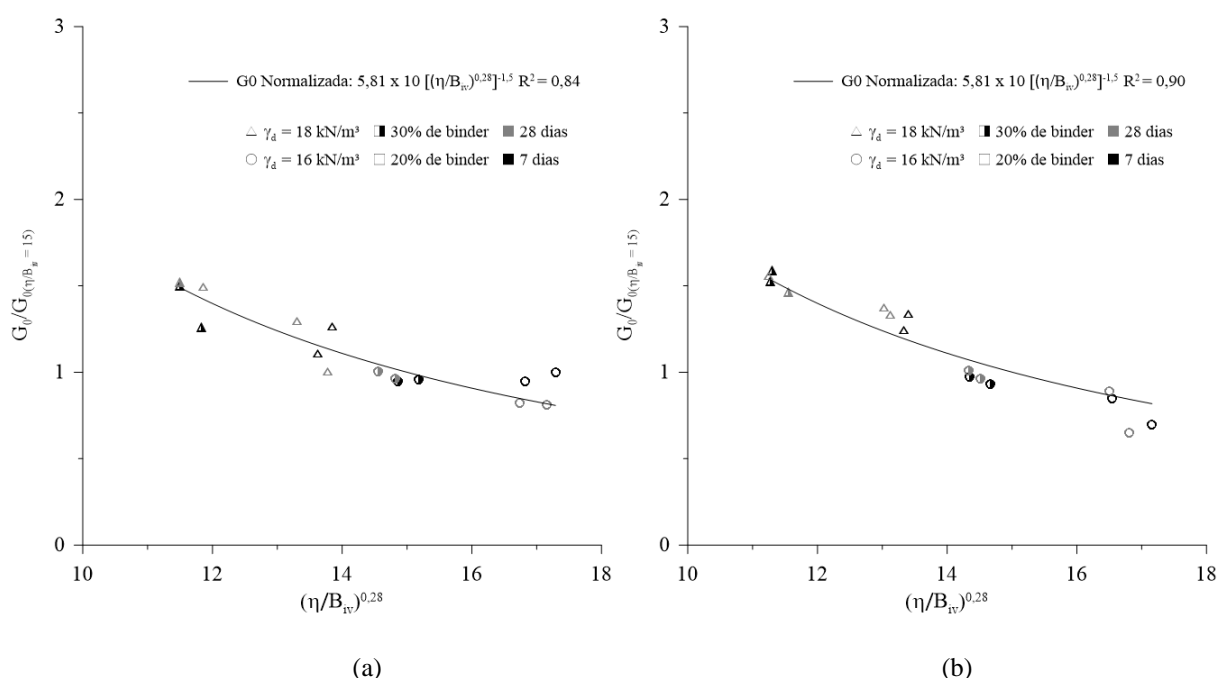 3
G0 Normalizada: 5,81 x 10 [(η/B_iv)^0,28]^-1,5 R² = 0,84
γ_d = 18 kN/m³ 30% de binder 28 dias
γ_d = 16 kN/m³ 20% de binder 7 dias
2
G_0/G_0(η/B_iv = 15)
1
0
10 12 14 16 18
(η/B_iv)^0,28
(a)
3
G0 Normalizada: 5,81 x 10 [(η/B_iv)^0,28]^-1,5 R² = 0,90
γ_d = 18 kN/m³ 30% de binder 28 dias
γ_d = 16 kN/m³ 20% de binder 7 dias
2
G_0/G_0(η/B_iv = 15)
1
0
10 12 14 16 18
(η/B_iv)^0,28
(b)